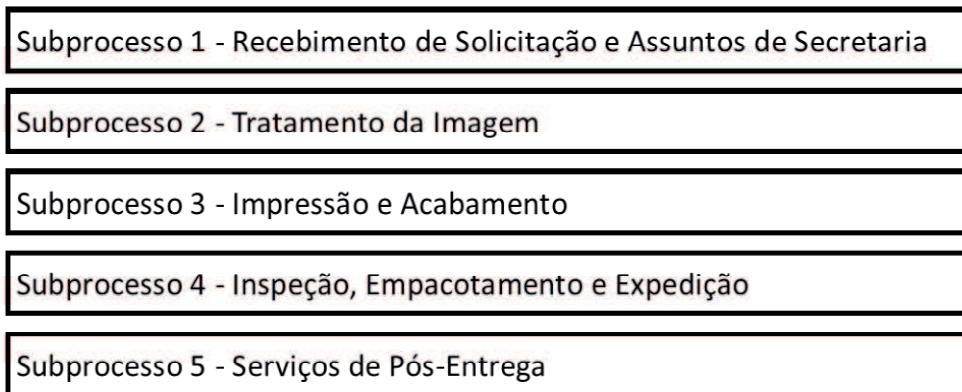 Subprocesso 1 - Recebimento de Solicitação e Assuntos de Secretaria
Subprocesso 2 - Tratamento da Imagem
Subprocesso 3 - Impressão e Acabamento
Subprocesso 4 - Inspeção, Empacotamento e Expedição
Subprocesso 5 - Serviços de Pós-Entrega